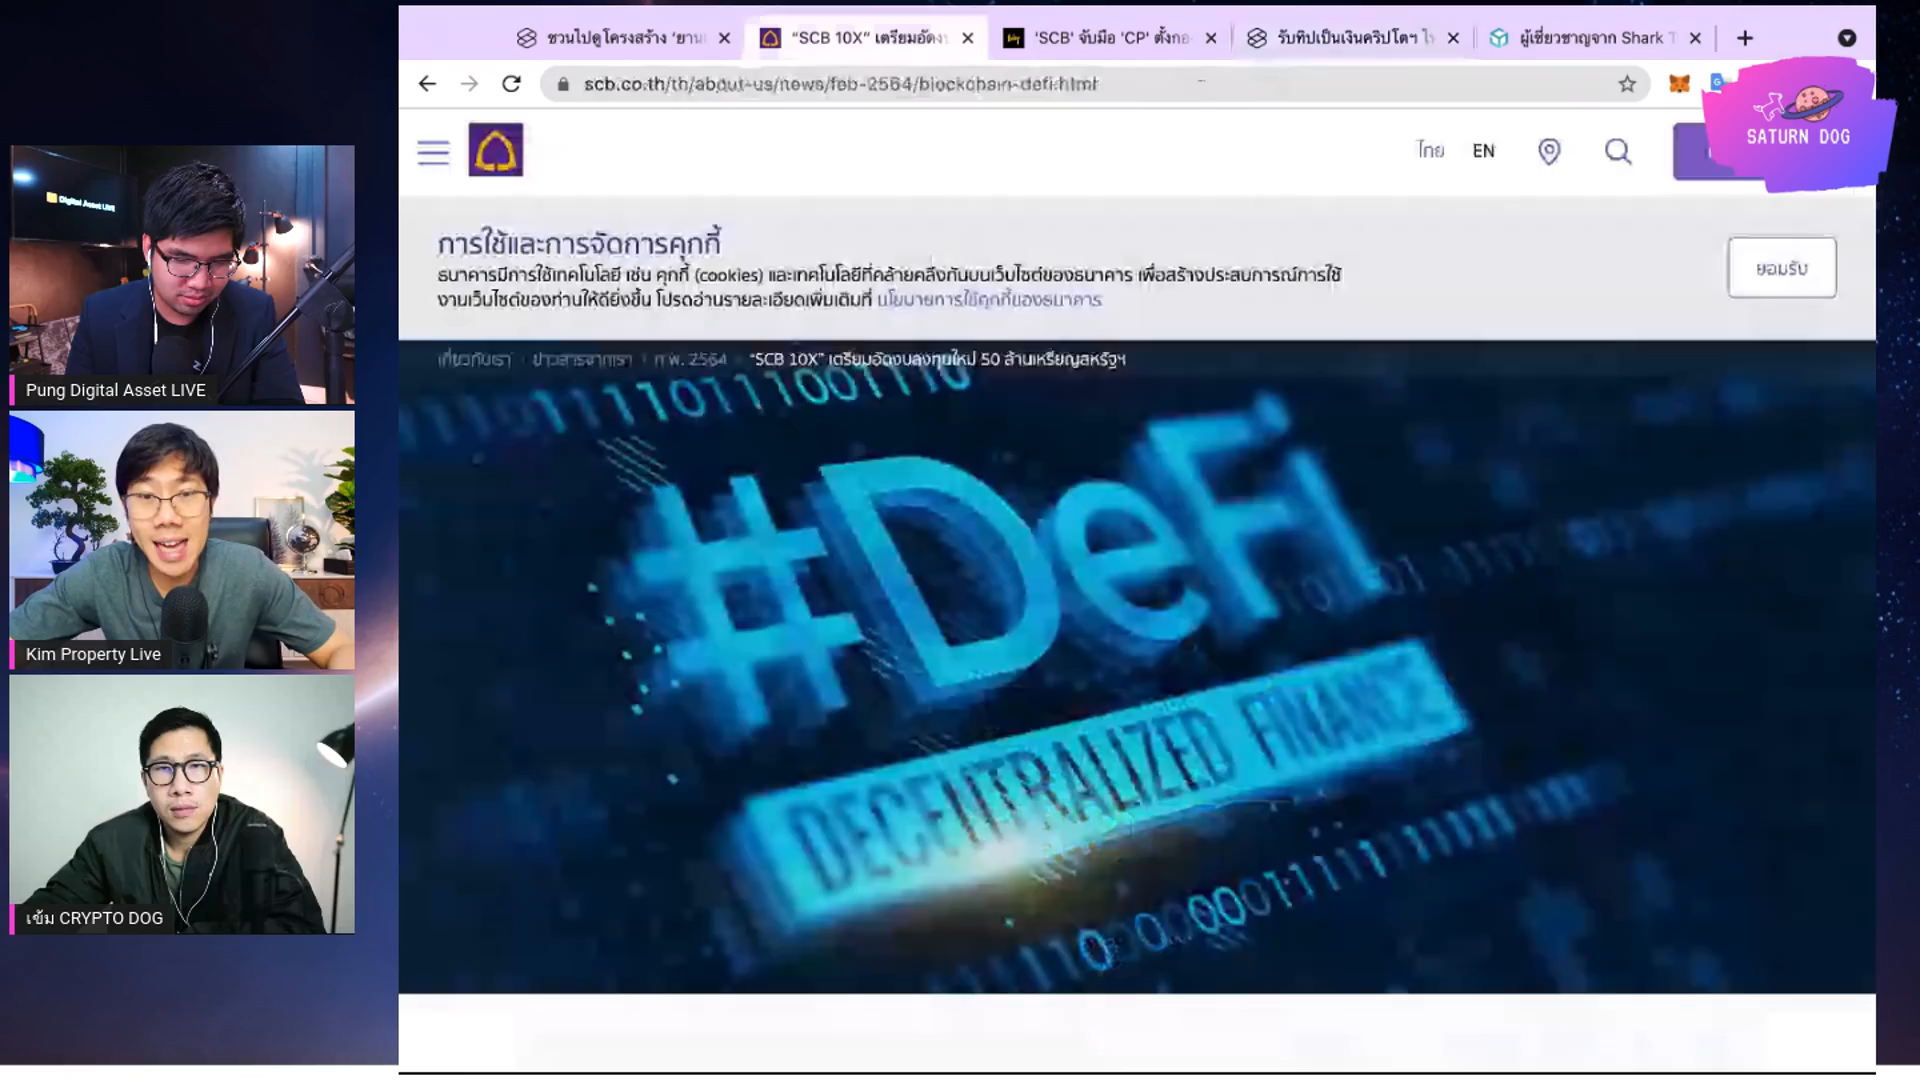 ชวนไปดูโครงสร้าง ‘ยาน
“SCB 10X” เตรียมอัดงบ
'SCB' จับมือ 'CP' ตั้งกอ
รับทิปเป็นเงินคริปโตฯ ไ
ผู้เชี่ยวชาญจาก Shark T
scb.co.th/th/about-us/news/feb-2564/blockchain-defi.html
SATURN DOG
ไทย
EN
การใช้และการจัดการคุกกี้
ธนาคารมีการใช้เทคโนโลยี เช่น คุกกี้ (cookies) และเทคโนโลยีที่คล้ายคลึงกันบนเว็บไซต์ของธนาคาร เพื่อสร้างประสบการณ์การใช้
งานเว็บไซต์ของท่านให้ดียิ่งขึ้น โปรดอ่านรายละเอียดเพิ่มเติมที่ นโยบายการใช้คุกกี้ของธนาคาร
ยอมรับ
เกี่ยวกับเรา ข่าวสารจากเรา ก.พ. 2564 “SCB 10X” เตรียมอัดงบลงทุนใหม่ 50 ล้านเหรียญสหรัฐฯ
#DeFi
DECENTRALIZED FINANCE
Digital Asset LIVE
Pung Digital Asset LIVE
Kim Property Live
เข้ม CRYPTO DOG